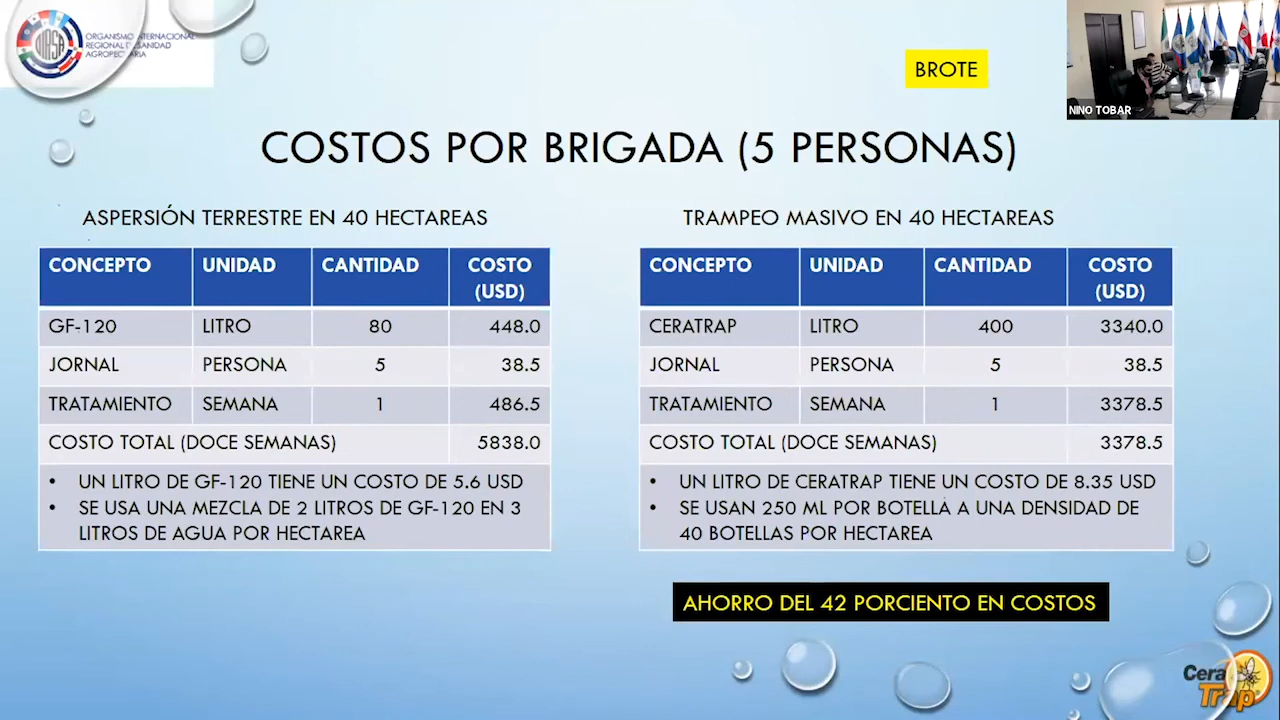 OIRSA
ORGANISMO INTERNACIONAL
REGIONAL DE SANIDAD
AGROPECUARIA
BROTE
NINO TOBAR
COSTOS POR BRIGADA (5 PERSONAS)
ASPERSIÓN TERRESTRE EN 40 HECTAREAS
CONCEPTO UNIDAD CANTIDAD COSTO
(USD)
GF-120 LITRO 80 448.0
JORNAL PERSONA 5 38.5
TRATAMIENTO SEMANA 1 486.5
COSTO TOTAL (DOCE SEMANAS) 5838.0
• UN LITRO DE GF-120 TIENE UN COSTO DE 5.6 USD
• SE USA UNA MEZCLA DE 2 LITROS DE GF-120 EN 3
LITROS DE AGUA POR HECTAREA
TRAMPEO MASIVO EN 40 HECTAREAS
CONCEPTO UNIDAD CANTIDAD COSTO
(USD)
CERATRAP LITRO 400 3340.0
JORNAL PERSONA 5 38.5
TRATAMIENTO SEMANA 1 3378.5
COSTO TOTAL (DOCE SEMANAS) 3378.5
• UN LITRO DE CERATRAP TIENE UN COSTO DE 8.35 USD
• SE USAN 250 ML POR BOTELLA A UNA DENSIDAD DE
40 BOTELLAS POR HECTAREA
AHORRO DEL 42 PORCIENTO EN COSTOS
Cera
Trap